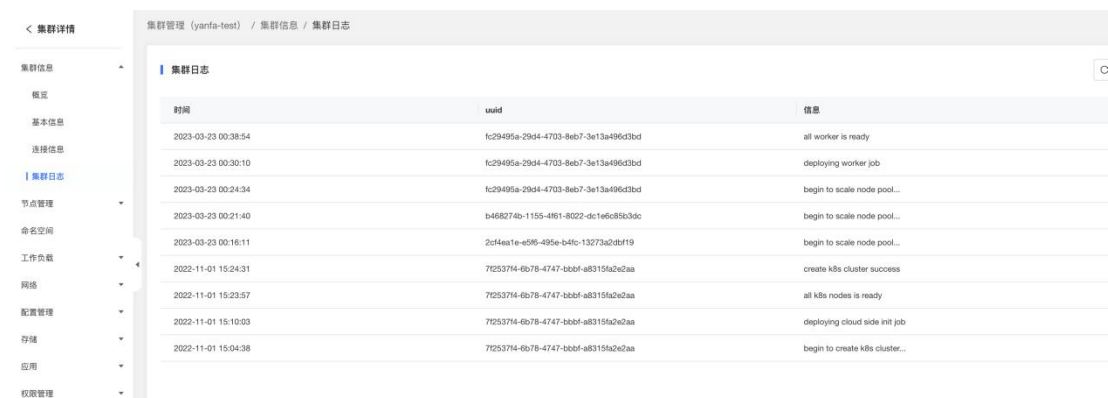 集群详情
集群管理（yanfa-test） / 集群信息 / 集群日志
集群信息
概览
基本信息
连接信息
集群日志
节点管理
命名空间
工作负载
网络
配置管理
存储
应用
权限管理
集群日志
时间 uuid 信息
2023-03-23 00:38:54 fc29495a-29d4-4703-8eb7-3e13a496d3bd all worker is ready
2023-03-23 00:30:10 fc29495a-29d4-4703-8eb7-3e13a496d3bd deploying worker job
2023-03-23 00:24:34 fc29495a-29d4-4703-8eb7-3e13a496d3bd begin to scale node pool...
2023-03-23 00:21:40 b468274b-1155-4f61-8022-dc1e6c85b3dc begin to scale node pool...
2023-03-23 00:16:11 2cf4ea1e-e5f6-495e-b4fc-13273a2dbf19 begin to scale node pool...
2022-11-01 15:24:31 7f2537f4-6b78-4747-bbbf-a8315fa2e2aa create k8s cluster success
2022-11-01 15:23:57 7f2537f4-6b78-4747-bbbf-a8315fa2e2aa all k8s nodes is ready
2022-11-01 15:10:03 7f2537f4-6b78-4747-bbbf-a8315fa2e2aa deploying cloud side init job
2022-11-01 15:04:38 7f2537f4-6b78-4747-bbbf-a8315fa2e2aa begin to create k8s cluster...